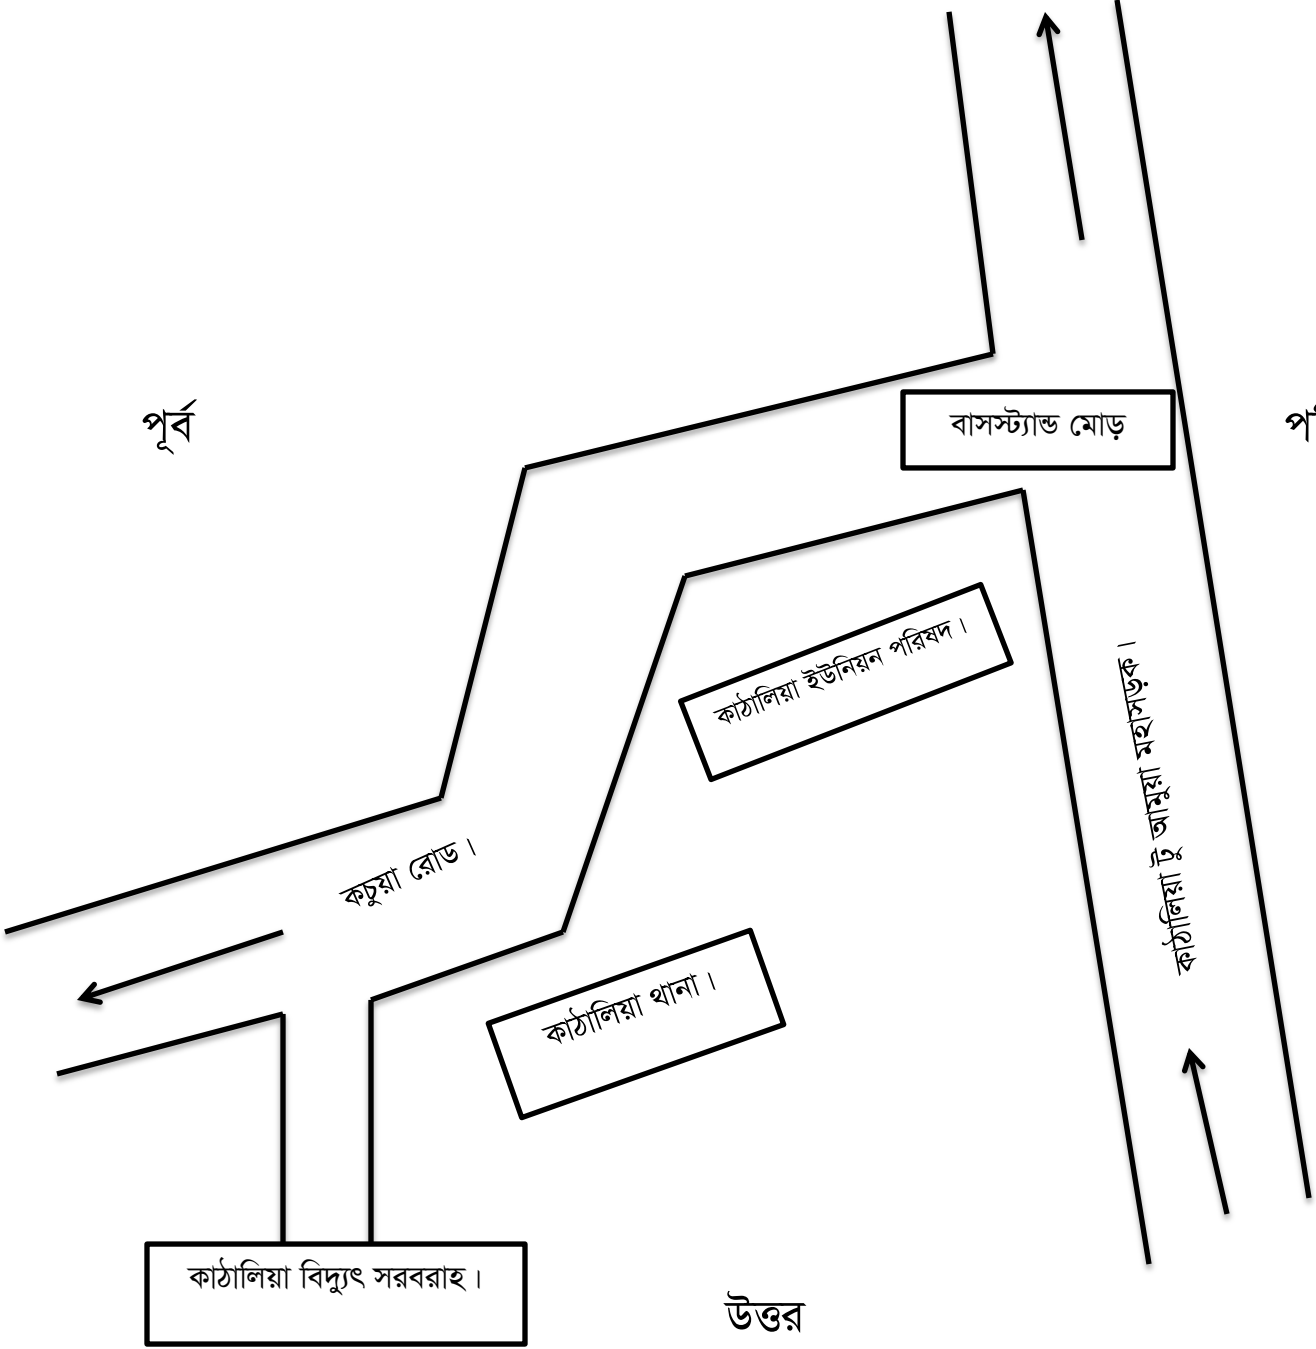 পূর্ব
বাসস্ট্যান্ড মোড়
কাঠালিয়া ইউনিয়ন পরিষদ।
কাঠালিয়া টু আমুয়া মহাসড়ক।
কচুয়া রোড।
কাঠালিয়া থানা।
কাঠালিয়া বিদ্যুৎ সরবরাহ।
উত্তর